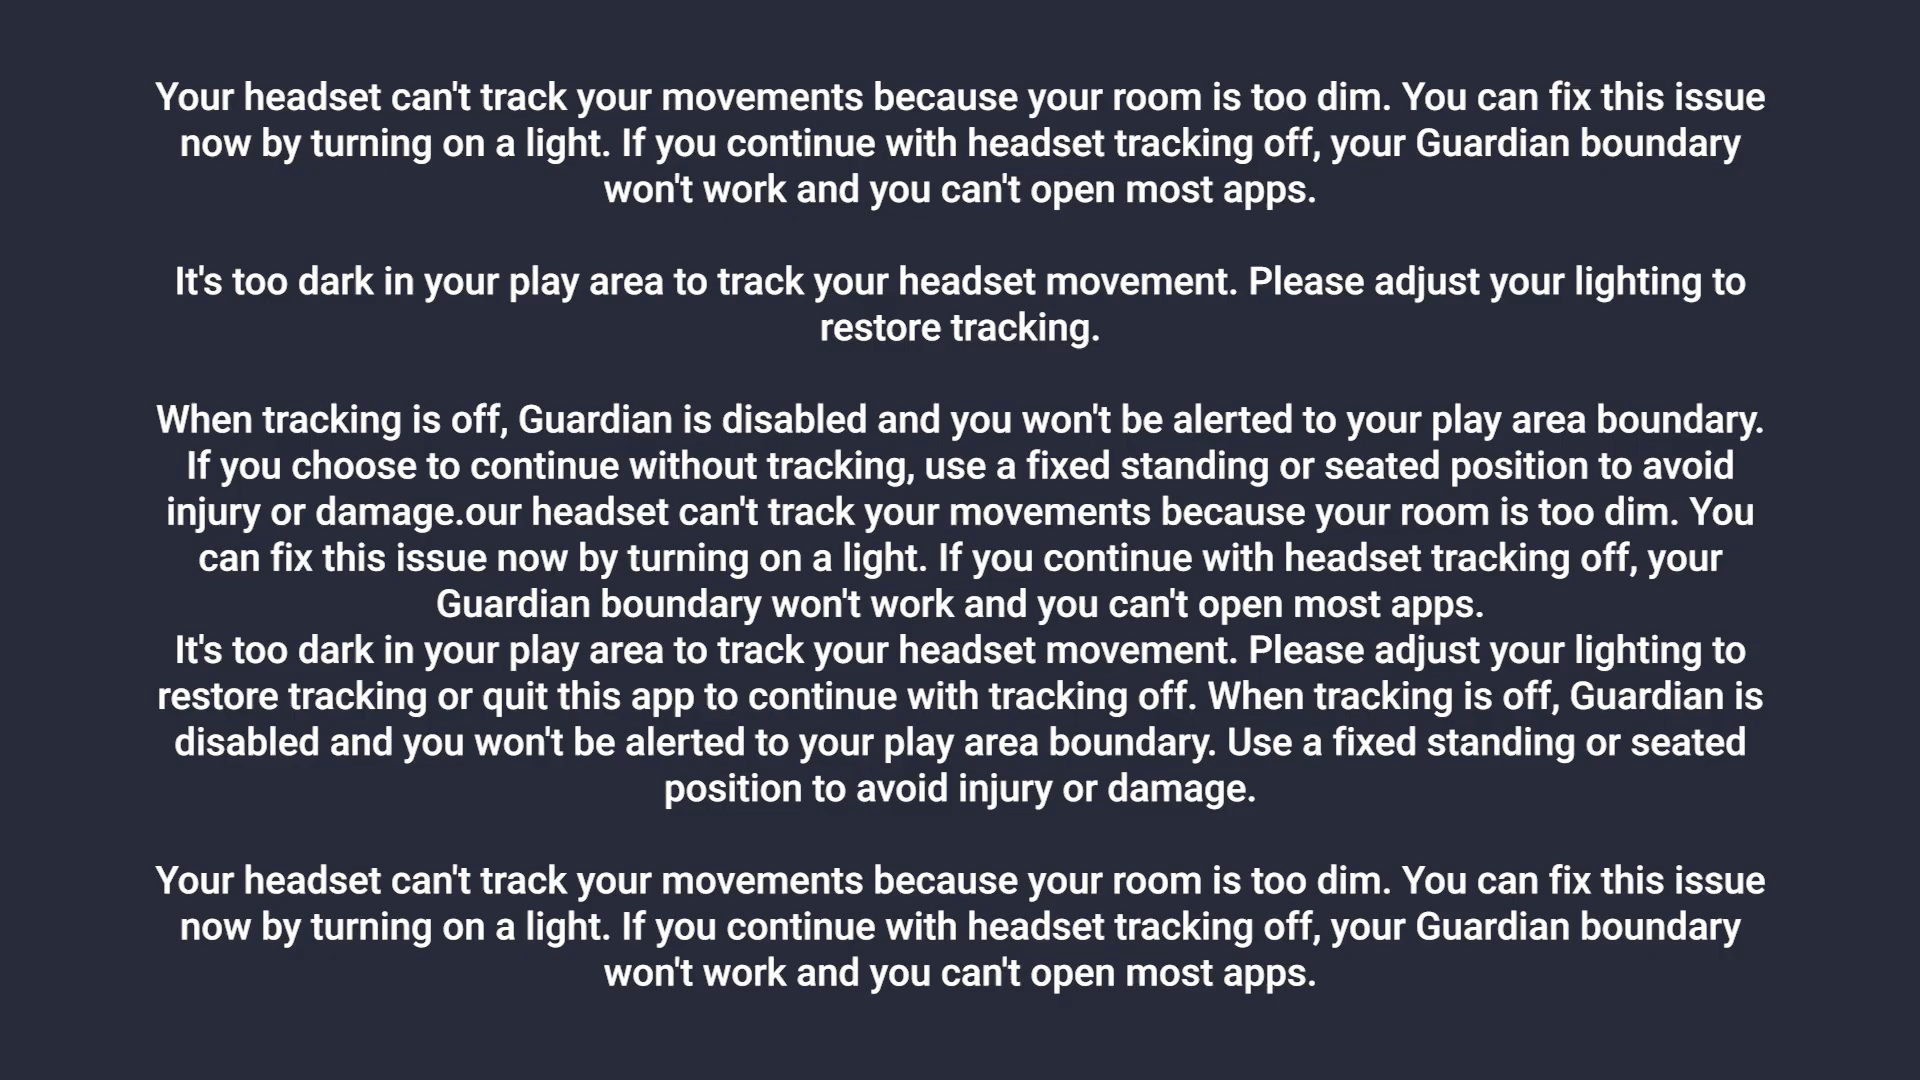 Your headset can't track your movements because your room is too dim. You can fix this issue
now by turning on a light. If you continue with headset tracking off, your Guardian boundary
won't work and you can't open most apps.
It's too dark in your play area to track your headset movement. Please adjust your lighting to
restore tracking.
When tracking is off, Guardian is disabled and you won't be alerted to your play area boundary.
If you choose to continue without tracking, use a fixed standing or seated position to avoid
injury or damage.our headset can't track your movements because your room is too dim. You
can fix this issue now by turning on a light. If you continue with headset tracking off, your
Guardian boundary won't work and you can't open most apps.
It's too dark in your play area to track your headset movement. Please adjust your lighting to
restore tracking or quit this app to continue with tracking off. When tracking is off, Guardian is
disabled and you won't be alerted to your play area boundary. Use a fixed standing or seated
position to avoid injury or damage.
Your headset can't track your movements because your room is too dim. You can fix this issue
now by turning on a light. If you continue with headset tracking off, your Guardian boundary
won't work and you can't open most apps.